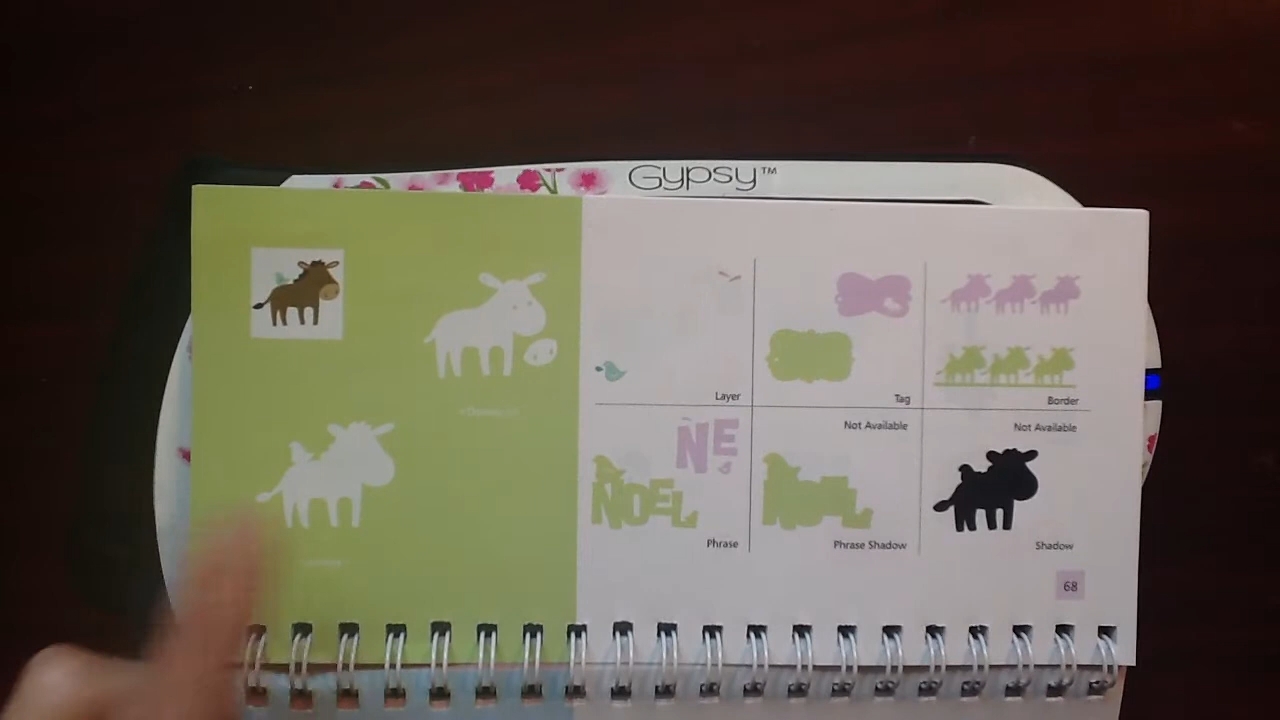 Gypsy™
Layer
Tag
Border
NE
NOEL
Phrase
Not Available
NOEL
Phrase Shadow
Not Available
Shadow
68